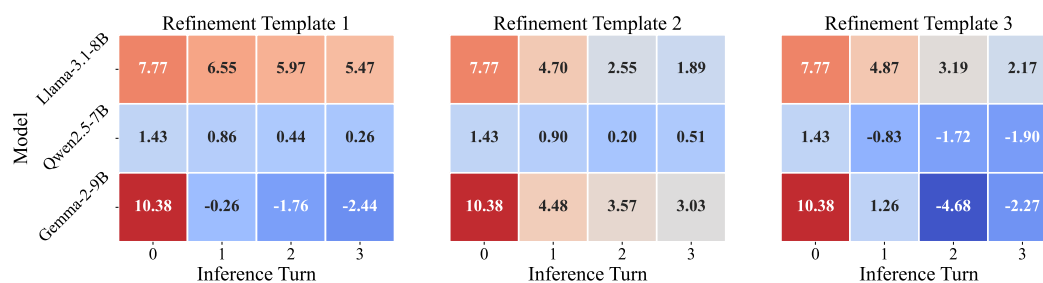 Refinement Template 1
Refinement Template 2
Refinement Template 3
Model
Llama-3.1-8B
7.77 6.55 5.97 5.47
7.77 4.70 2.55 1.89
7.77 4.87 3.19 2.17
Qwen2.5-7B
1.43 0.86 0.44 0.26
1.43 0.90 0.20 0.51
1.43 -0.83 -1.72 -1.90
Gemma-2-9B
10.38 -0.26 -1.76 -2.44
10.38 4.48 3.57 3.03
10.38 1.26 -4.68 -2.27
0 1 2 3
0 1 2 3
0 1 2 3
Inference Turn
Inference Turn
Inference Turn